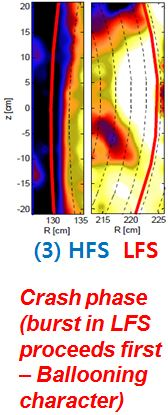 z [cm]
20
15
10
5
0
-5
-10
-15
-20
130 135
R [cm]
215 220 225
R [cm]
(3) HFS LFS
Crash phase
(burst in LFS
proceeds first
– Ballooning
character)